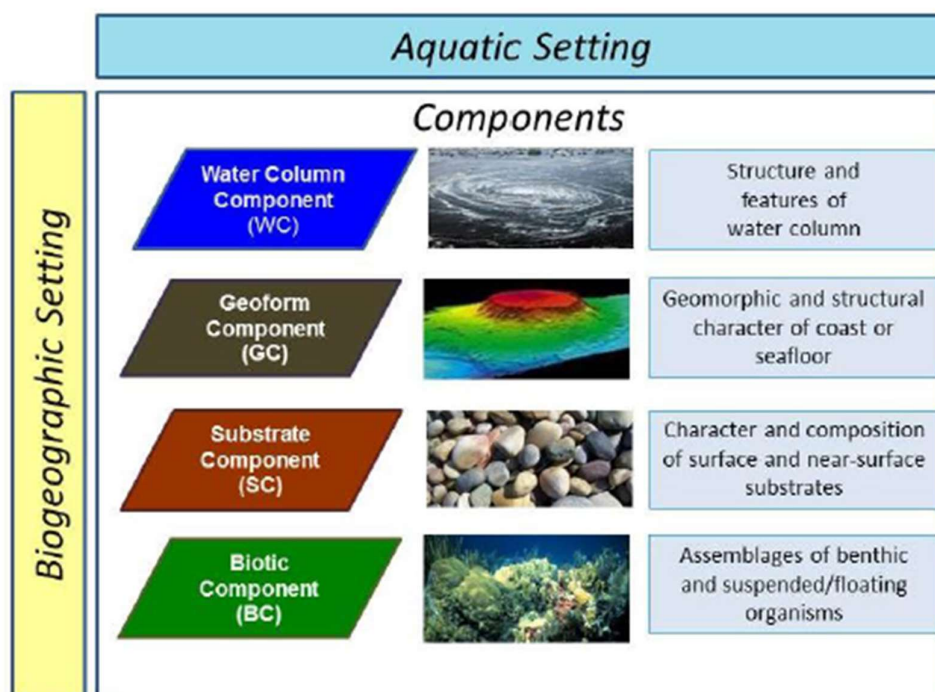 Aquatic Setting
Biogeographic Setting
Components
Water Column
Component
(WC)
Structure and
features of
water column
Geoform
Component
(GC)
Geomorphic and structural
character of coast or
seafloor
Substrate
Component
(SC)
Character and composition
of surface and near-surface
substrates
Biotic
Component
(BC)
Assemblages of benthic
and suspended/floating
organisms